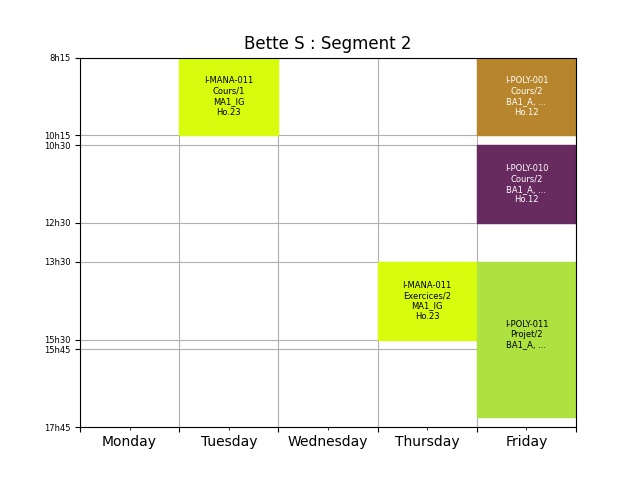 Bette S : Segment 2
8h15
10h15
10h30
12h30
13h30
15h30
15h45
17h45
I-MANA-011
Cours/1
MA1_IG
Ho.23
I-POLY-001
Cours/2
BA1_A, ...
Ho.12
I-POLY-010
Cours/2
BA1_A, ...
Ho.12
I-MANA-011
Exercices/2
MA1_IG
Ho.23
I-POLY-011
Projet/2
BA1_A, ...
Monday
Tuesday
Wednesday
Thursday
Friday